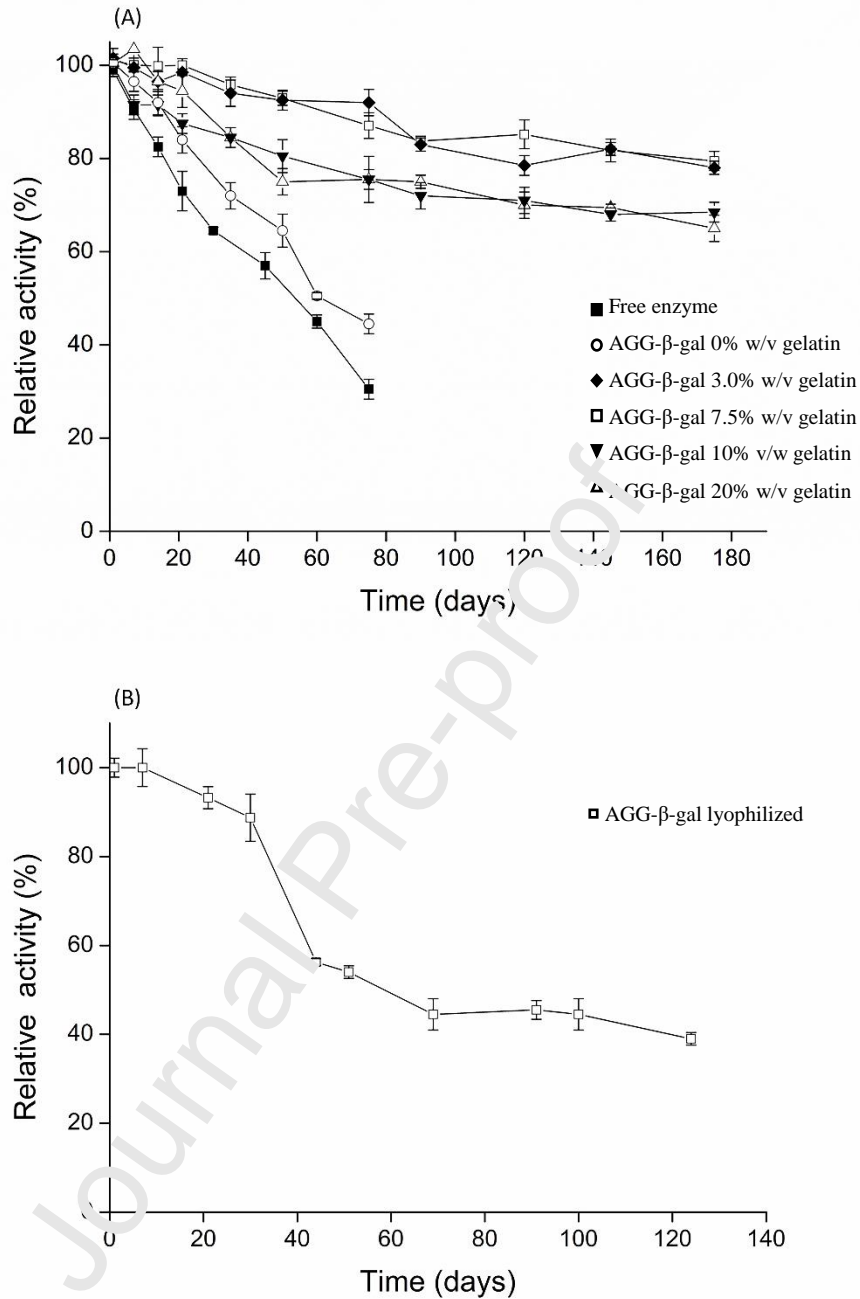 (A)
100
80
60
40
20
0
Relative activity (%)
0 20 40 60 80 100 120 140 160 180
Time (days)
Free enzyme
AGG-β-gal 0% w/v gelatin
AGG-β-gal 3.0% w/v gelatin
AGG-β-gal 7.5% w/v gelatin
AGG-β-gal 10% v/w gelatin
AGG-β-gal 20% w/v gelatin
Journal Pre-proof
(B)
100
80
60
40
20
0
Relative activity (%)
AGG-β-gal lyophilized
0 20 40 60 80 100 120 140
Time (days)